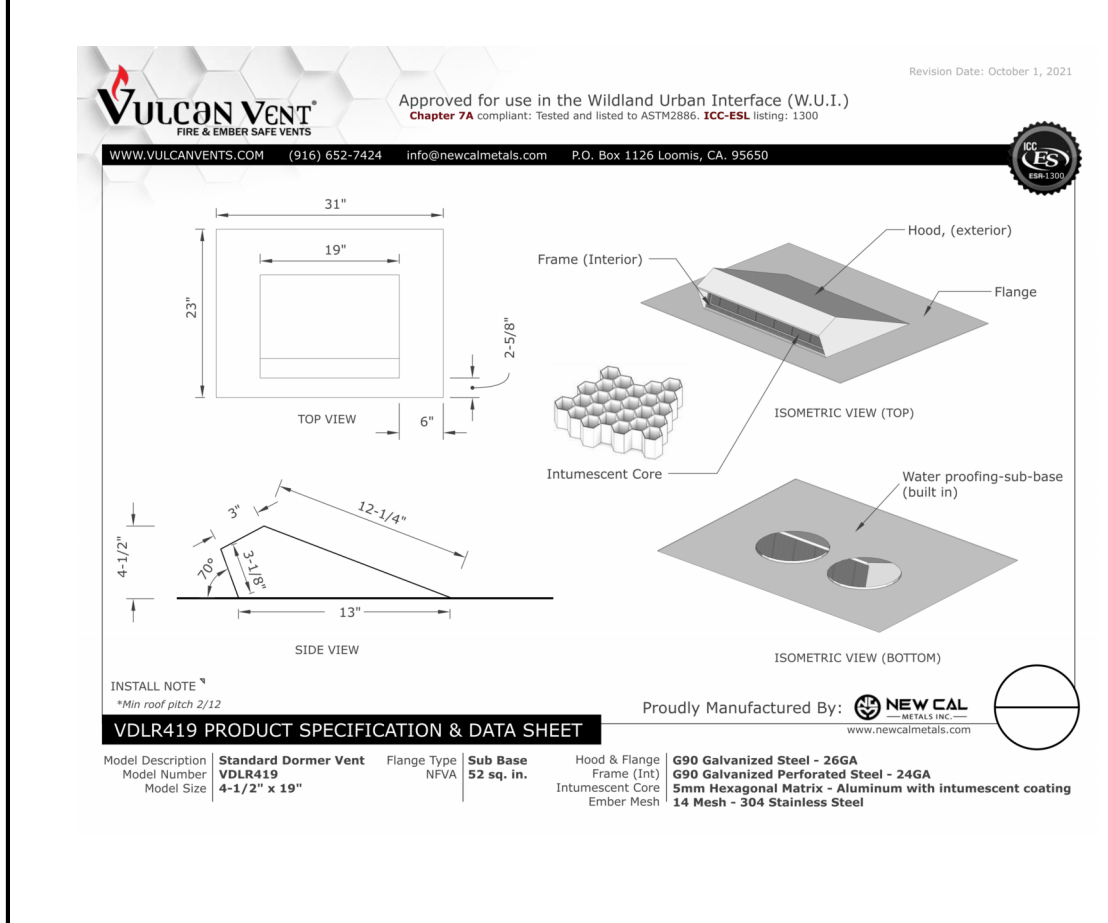 Revision Date: October 1, 2021
VULCAN VENT®
FIRE & EMBER SAFE VENTS
Approved for use in the Wildland Urban Interface (W.U.I.)
Chapter 7A compliant: Tested and listed to ASTM2886. ICC-ESL listing: 1300
WWW.VULCANVENTS.COM (916) 652-7424 info@newcalmetals.com P.O. Box 1126 Loomis, CA. 95650
ICC
ES
ESR-1300
31"
19"
23"
2-5/8"
6"
TOP VIEW
Hood, (exterior)
Frame (Interior)
Flange
ISOMETRIC VIEW (TOP)
Intumescent Core
Water proofing-sub-base
(built in)
ISOMETRIC VIEW (BOTTOM)
3"
12-1/4"
4-1/2"
70°
3-1/8"
13"
SIDE VIEW
INSTALL NOTE
*Min roof pitch 2/12
Proudly Manufactured By:
NEW CAL
METALS INC.
www.newcalmetals.com
VDLR419 PRODUCT SPECIFICATION & DATA SHEET
Model Description Standard Dormer Vent
Model Number VDLR419
Model Size 4-1/2" x 19"
Flange Type Sub Base
NFVA 52 sq. in.
Hood & Flange G90 Galvanized Steel - 26GA
Frame (Int) G90 Galvanized Perforated Steel - 24GA
Intumescent Core 5mm Hexagonal Matrix - Aluminum with intumescent coating
Ember Mesh 14 Mesh - 304 Stainless Steel